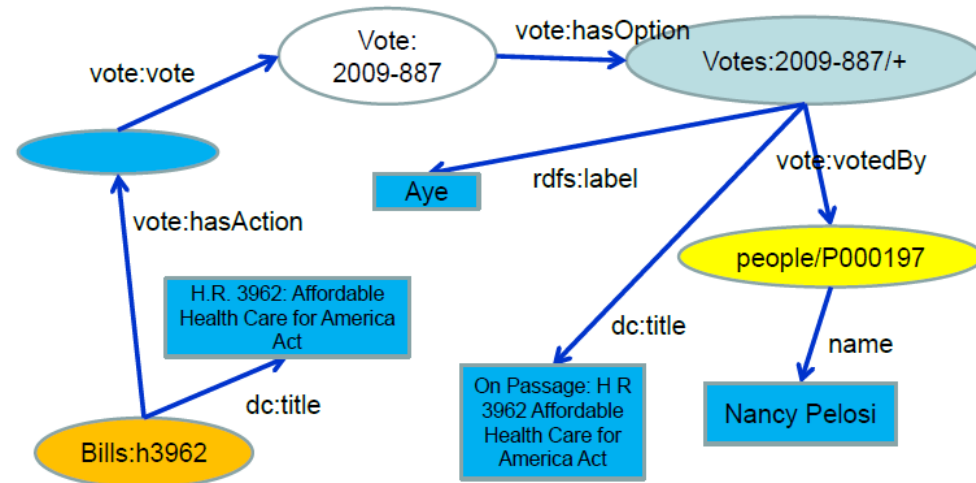 Vote:
2009-887
vote:hasOption
Votes:2009-887/+
vote:vote
Aye
rdfs:label
vote:votedBy
vote:hasAction
people/P000197
H.R. 3962: Affordable
Health Care for America
Act
dc:title
name
dc:title
On Passage: H R
3962 Affordable
Health Care for
America Act
Nancy Pelosi
Bills:h3962